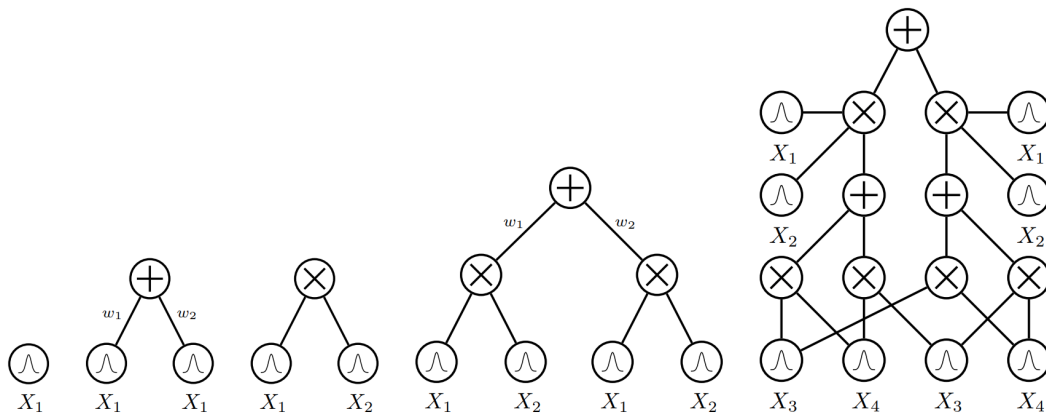 X₁ X₁
X₂ X₂
w₁ w₂
w₁ w₂
X₁ X₁ X₁ X₁ X₂ X₁ X₂ X₁ X₂ X₃ X₄ X₃ X₄